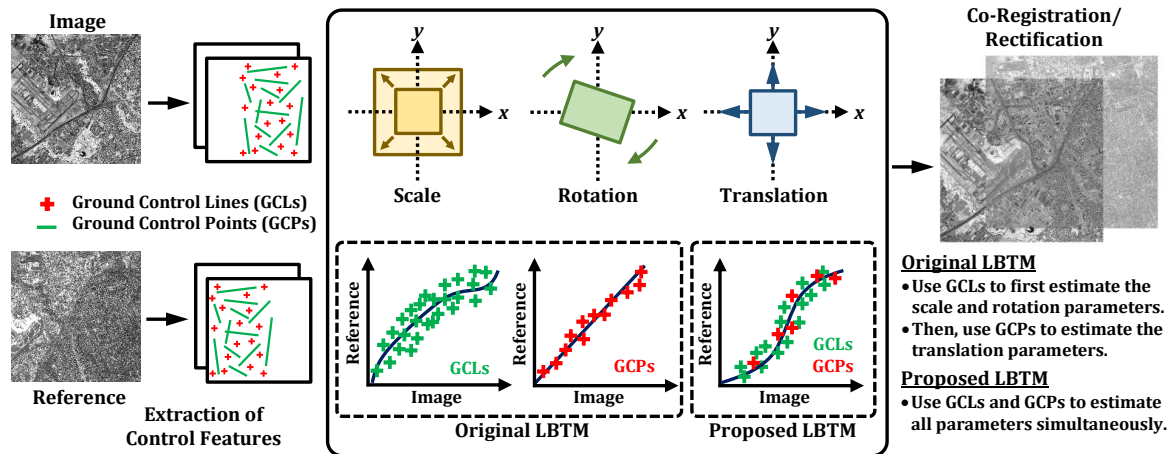 Image
Ground Control Lines (GCLs)
Ground Control Points (GCPs)
Reference
Extraction of
Control Features
y
x
Scale
y
x
Rotation
y
x
Translation
Reference
GCLs
Image
Reference
GCPs
Image
Original LBTM
Reference
GCLs
GCPs
Image
Proposed LBTM
Co-Registration/
Rectification
Original LBTM
• Use GCLs to first estimate the
scale and rotation parameters.
• Then, use GCPs to estimate the
translation parameters.
Proposed LBTM
• Use GCLs and GCPs to estimate
all parameters simultaneously.